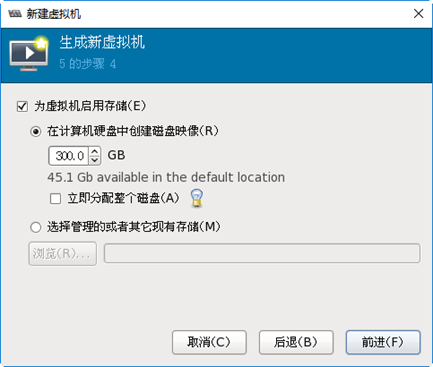 新建虚拟机
生成新虚拟机
5 的步骤 4
为虚拟机启用存储(E)
在计算机硬盘中创建磁盘映像(R)
300.0 GB
45.1 Gb available in the default location
立即分配整个磁盘(A)
选择管理的或者其它现有存储(M)
浏览(R)...
取消(C) 后退(B) 前进(F)